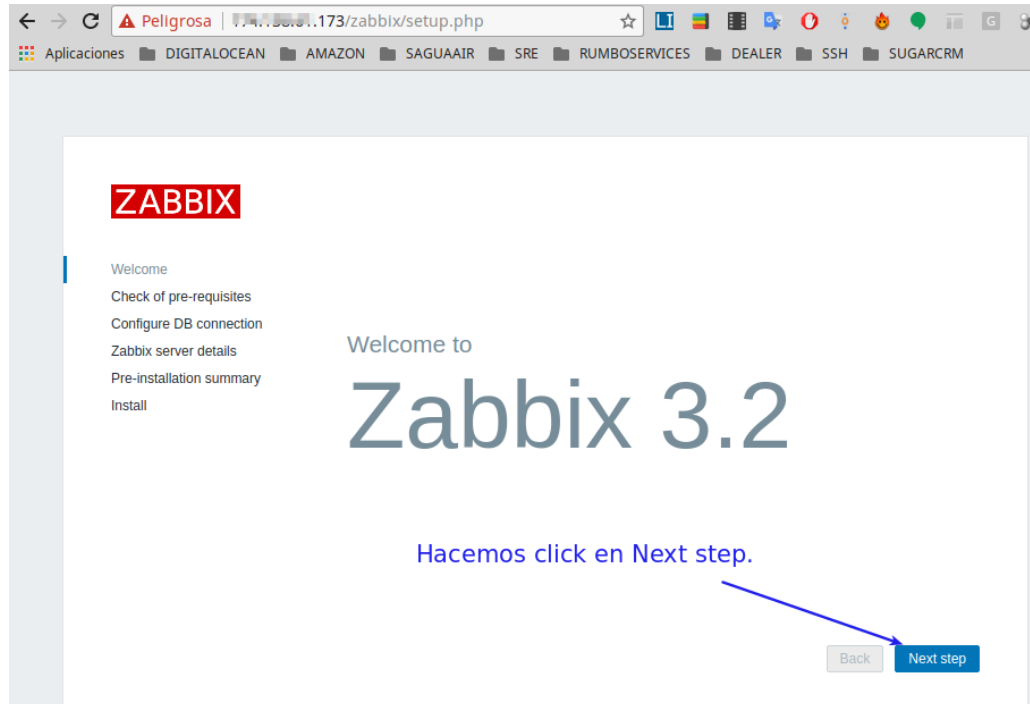 Peligrosa .173/zabbix/setup.php
Aplicaciones DIGITALOCEAN AMAZON SAGUAAIR SRE RUMBOSERVICES DEALER SSH SUGARCRM
ZABBIX
Welcome
Check of pre-requisites
Configure DB connection
Zabbix server details
Pre-installation summary
Install
Welcome to
Zabbix 3.2
Hacemos click en Next step.
Back Next step